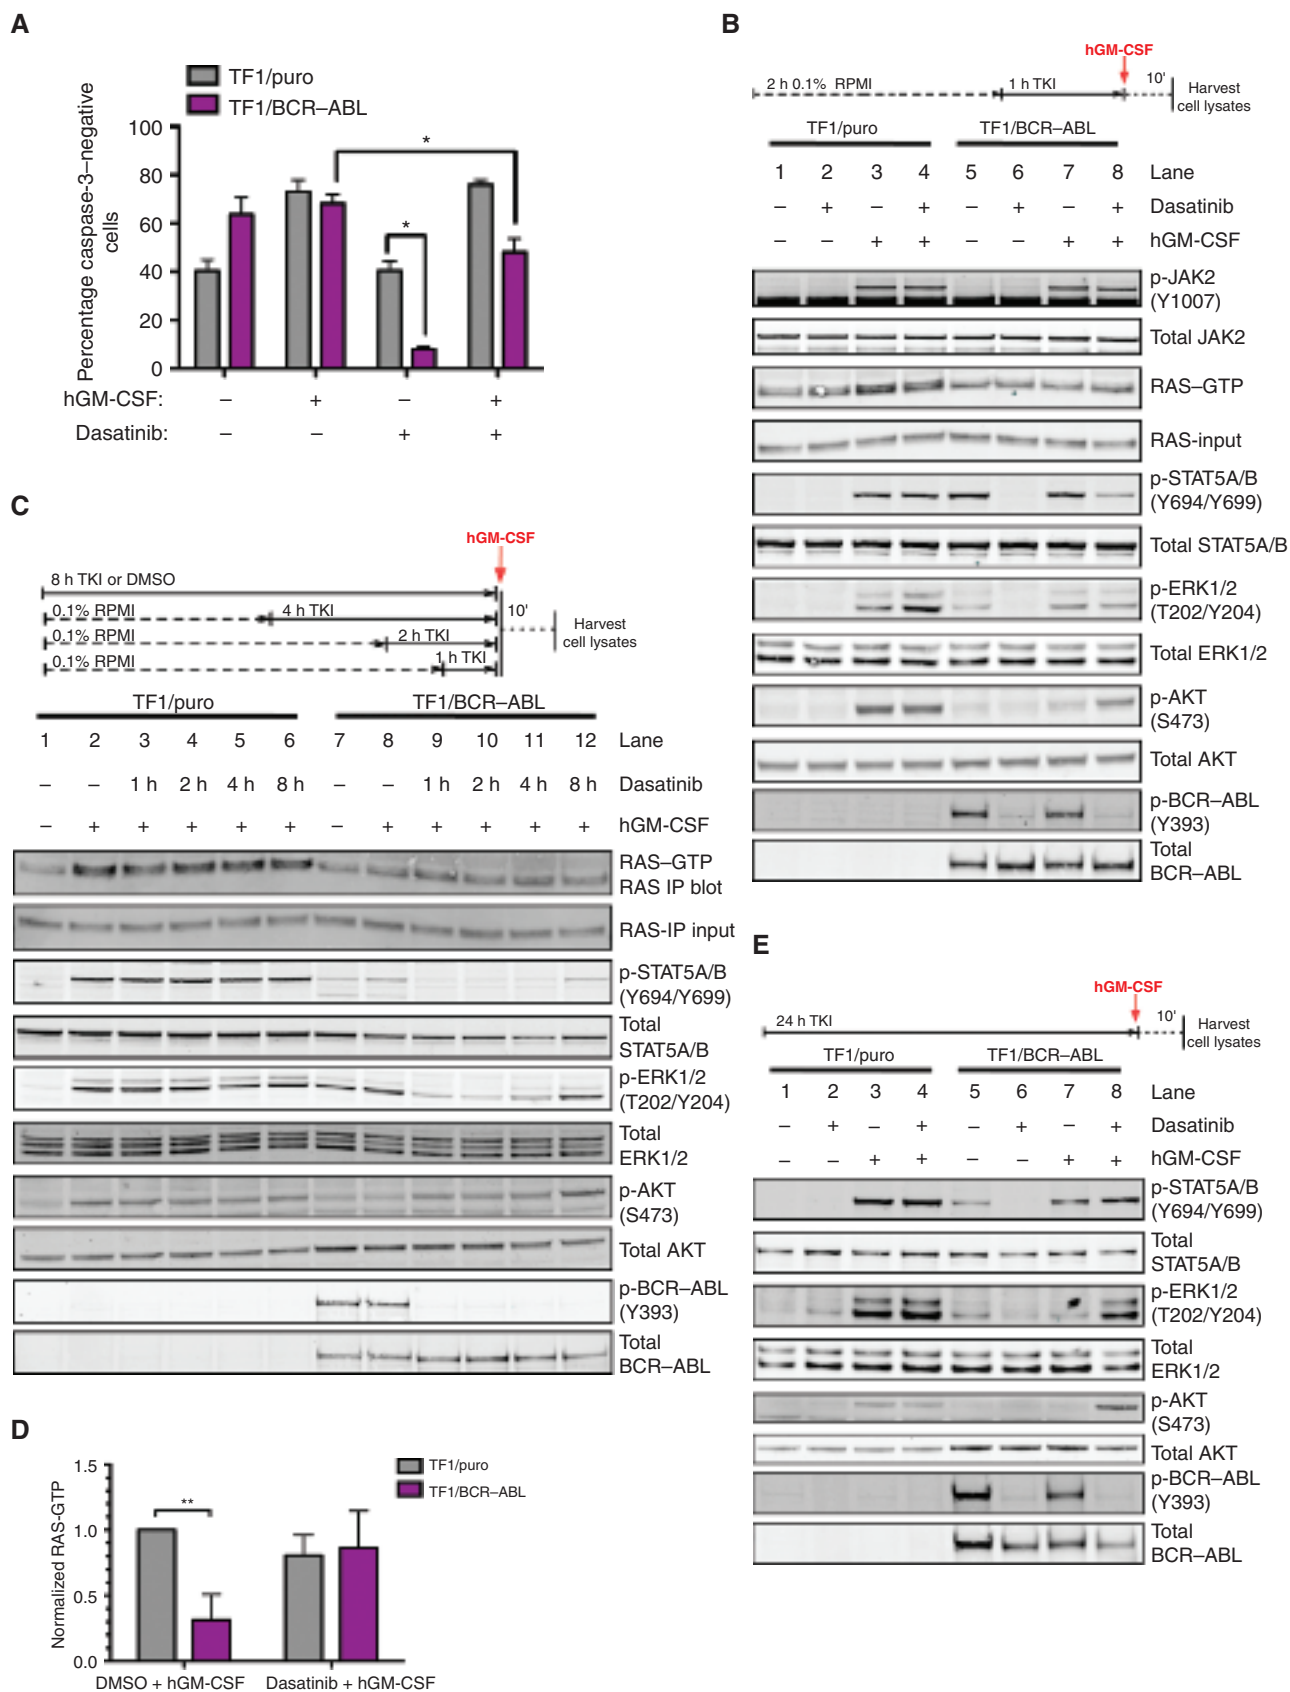 A
TF1/puro
TF1/BCR–ABL
Percentage caspase-3–negative
cells
100
80
60
40
20
0
*
*
hGM-CSF: – + – +
Dasatinib: – – + +
B
hGM-CSF
2 h 0.1% RPMI
1 h TKI
10'
Harvest
cell lysates
TF1/puro
TF1/BCR–ABL
1 2 3 4 5 6 7 8 Lane
– + – + – + – + Dasatinib
– – + + – – + + hGM-CSF
p-JAK2
(Y1007)
Total JAK2
RAS–GTP
RAS-input
p-STAT5A/B
(Y694/Y699)
Total STAT5A/B
p-ERK1/2
(T202/Y204)
Total ERK1/2
p-AKT
(S473)
Total AKT
p-BCR–ABL
(Y393)
Total
BCR–ABL
C
hGM-CSF
8 h TKI or DMSO
0.1% RPMI
4 h TKI
0.1% RPMI
2 h TKI
0.1% RPMI
1 h TKI
10'
Harvest
cell lysates
TF1/puro
TF1/BCR–ABL
1 2 3 4 5 6 7 8 9 10 11 12 Lane
– – 1 h 2 h 4 h 8 h – – 1 h 2 h 4 h 8 h Dasatinib
– + + + + + – + + + + + hGM-CSF
RAS–GTP
RAS IP blot
RAS-IP input
p-STAT5A/B
(Y694/Y699)
Total
STAT5A/B
p-ERK1/2
(T202/Y204)
Total
ERK1/2
p-AKT
(S473)
Total AKT
p-BCR–ABL
(Y393)
Total
BCR–ABL
D
TF1/puro
TF1/BCR–ABL
Normalized RAS-GTP
1.5
1.0
0.5
0.0
**
DMSO + hGM-CSF
Dasatinib + hGM-CSF
E
hGM-CSF
24 h TKI
10'
Harvest
cell lysates
TF1/puro
TF1/BCR–ABL
1 2 3 4 5 6 7 8 Lane
– + – + – + – + Dasatinib
– – + + – – + + hGM-CSF
p-STAT5A/B
(Y694/Y699)
Total
STAT5A/B
p-ERK1/2
(T202/Y204)
Total
ERK1/2
p-AKT
(S473)
Total AKT
p-BCR–ABL
(Y393)
Total
BCR–ABL